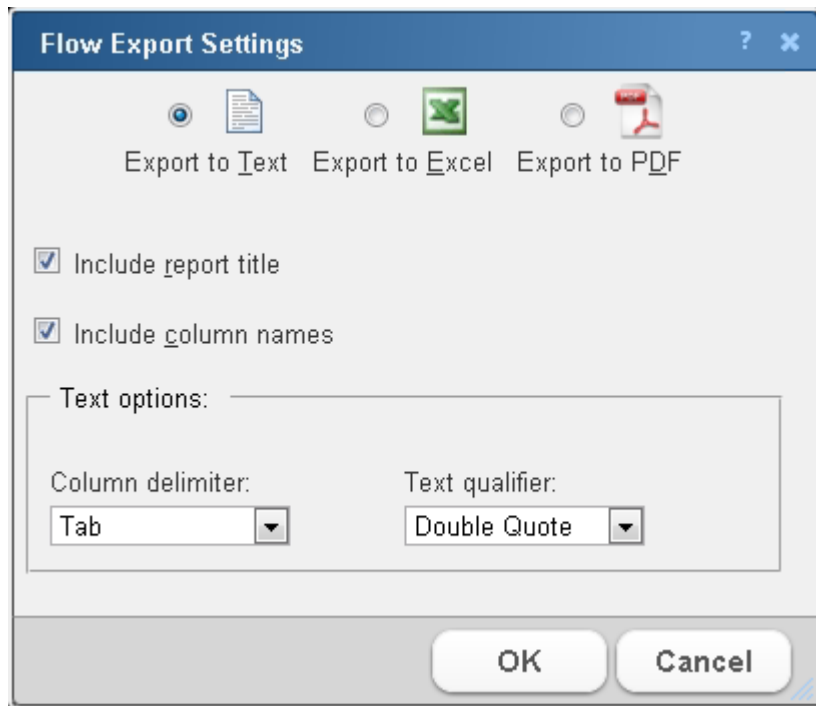 Flow Export Settings ?
Export to Text Export to Excel Export to PDF
Include report title
Include column names
Text options:
Column delimiter: Text qualifier:
Tab Double Quote
OK Cancel